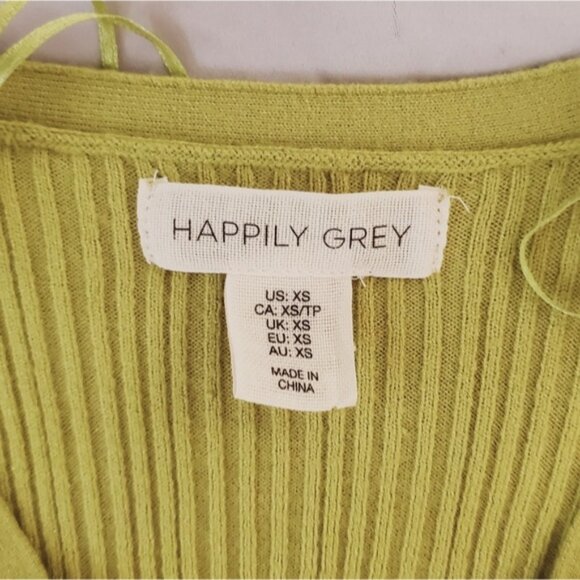 HAPPILY GREY
US: XS
CA: XS/TP
UK: XS
EU: XS
AU: XS
MADE IN
CHINA